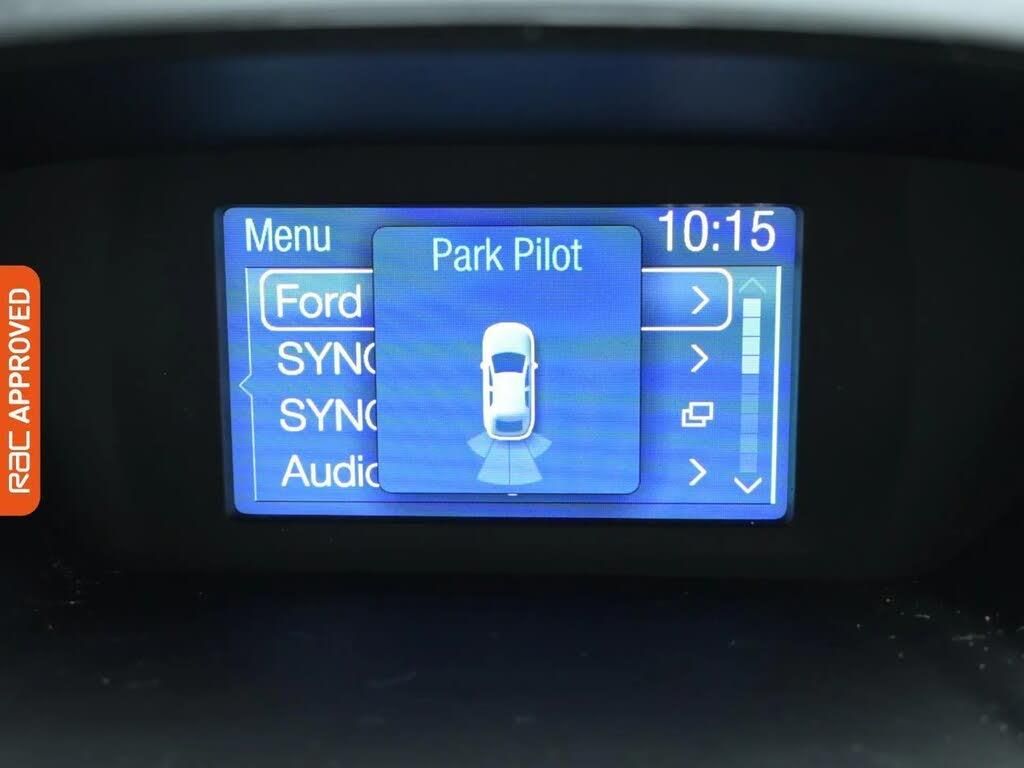 Menu
10:15
Park Pilot
Ford
SYNC
SYNC
Audio
RAC APPROVED